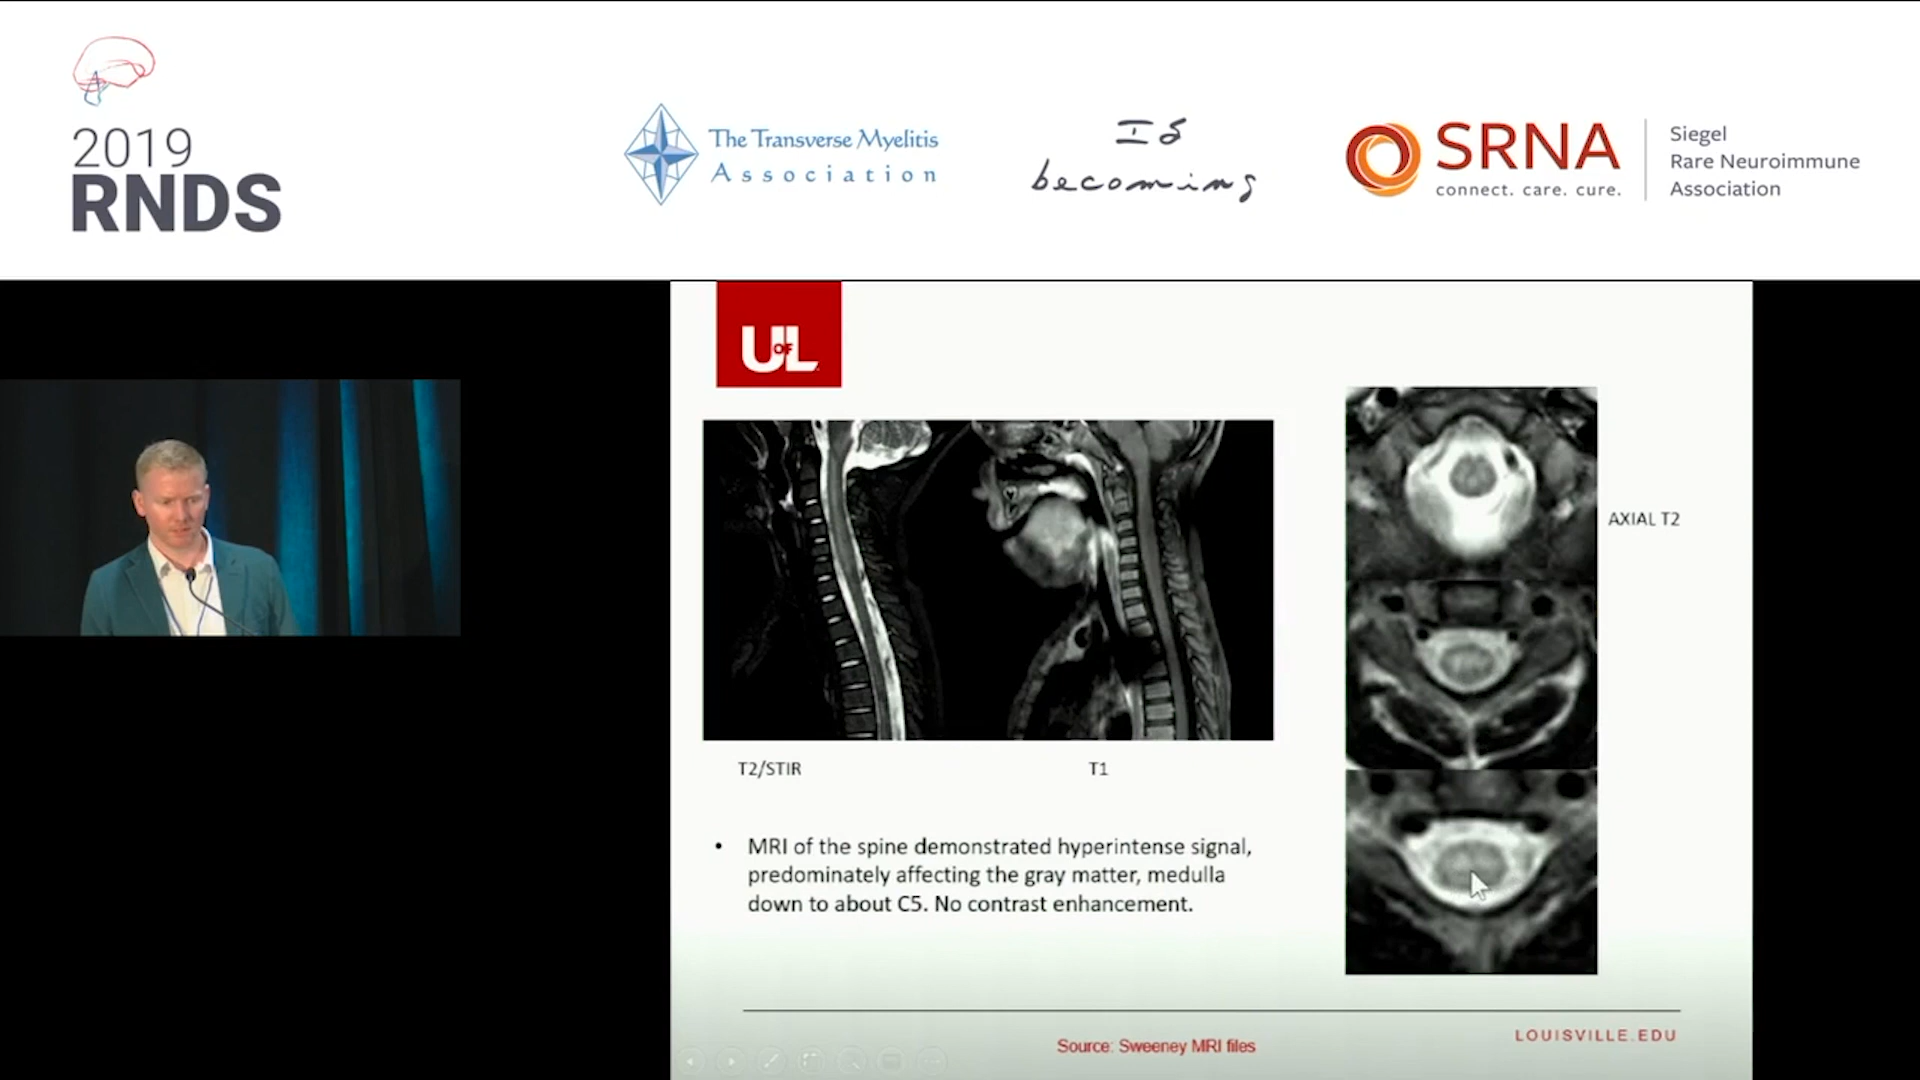 2019
RNDS
The Transverse Myelitis
Association
IS
becoming
SRNA
connect. care. cure.
Siegel
Rare Neuroimmune
Association
U OF L
AXIAL T2
T2/STIR
T1
• MRI of the spine demonstrated hyperintense signal,
predominately affecting the gray matter, medulla
down to about C5. No contrast enhancement.
LOUISVILLE.EDU
Source: Sweeney MRI files